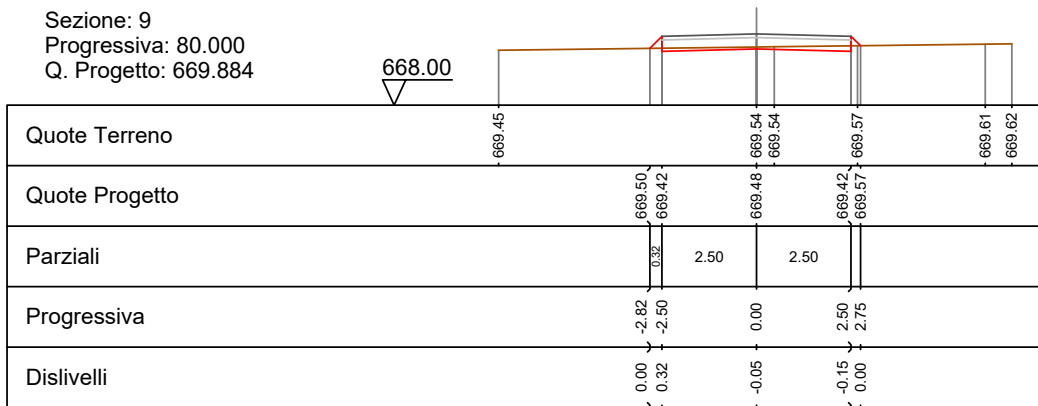 Sezione: 9
Progressiva: 80.000
Q. Progetto: 669.884
668.00
Quote Terreno 669.45 669.54 669.54 669.57 669.61 669.62
Quote Progetto 669.50 669.42 669.48 669.42 669.57
Parziali 0.32 2.50 2.50
Progressiva -2.82 -2.50 0.00 2.50 2.75
Dislivelli 0.00 0.32 -0.05 -0.15 0.00